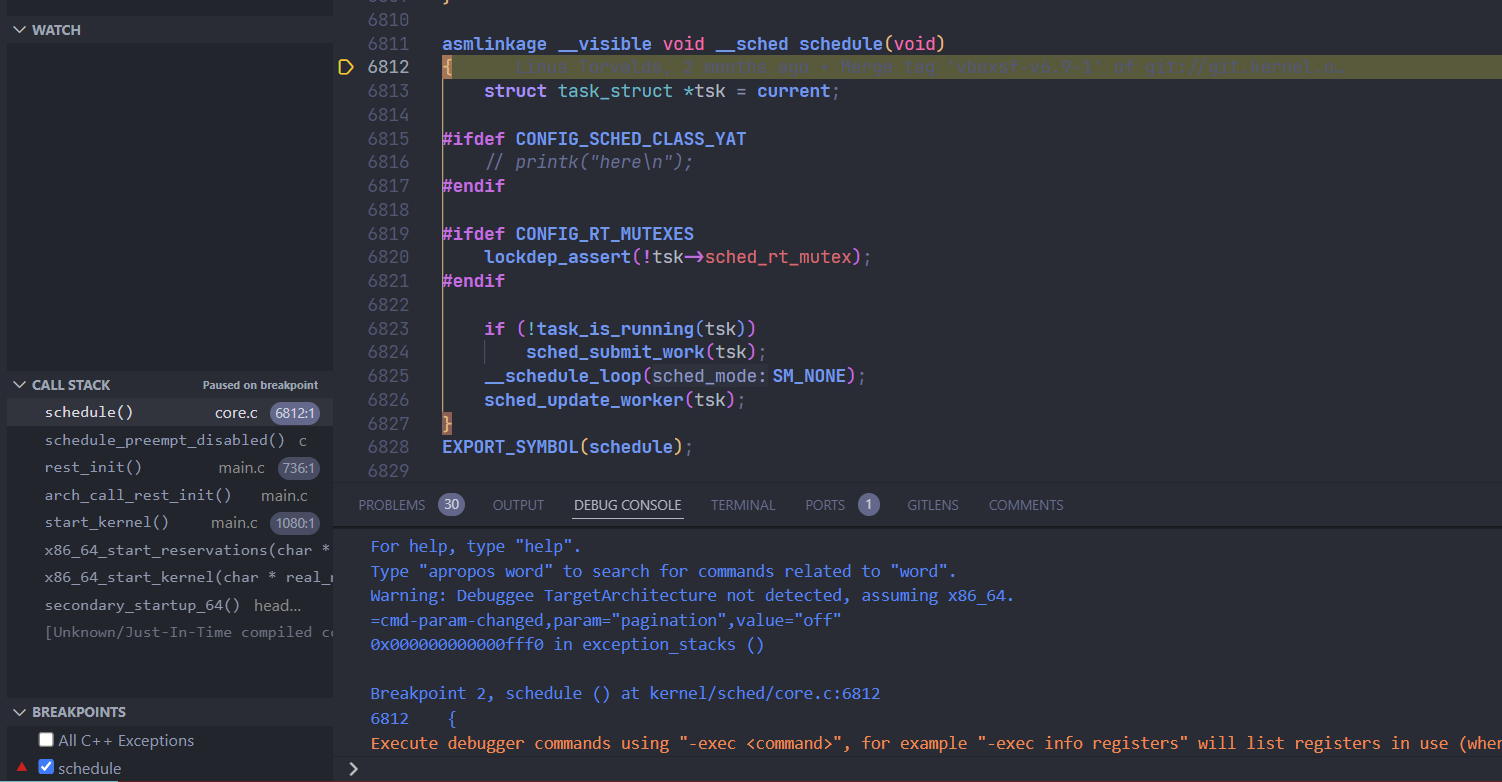 WATCH
CALL STACK Paused on breakpoint
schedule() core.c 6812:1
schedule_preempt_disabled() c
rest_init() main.c 736:1
arch_call_rest_init() main.c
start_kernel() main.c 1080:1
x86_64_start_reservations(char *
x86_64_start_kernel(char * real_
secondary_startup_64() head...
[Unknown/Just-In-Time compiled
BREAKPOINTS
All C++ Exceptions
schedule
6810
6811 asmlinkage __visible void __sched schedule(void)
6812 { Linus Torvalds, 2 months ago • Merge tag 'vboxsf-v6.9-1' of git://git.kernel.o…
6813 struct task_struct *tsk = current;
6814
6815 #ifdef CONFIG_SCHED_CLASS_YAT
6816 // printk("here\n");
6817 #endif
6818
6819 #ifdef CONFIG_RT_MUTEXES
6820 lockdep_assert(!tsk->sched_rt_mutex);
6821 #endif
6822
6823 if (!task_is_running(tsk))
6824 sched_submit_work(tsk);
6825 __schedule_loop(sched_mode: SM_NONE);
6826 sched_update_worker(tsk);
6827 }
6828 EXPORT_SYMBOL(schedule);
6829
PROBLEMS 30 OUTPUT DEBUG CONSOLE TERMINAL PORTS 1 GITLENS COMMENTS
For help, type "help".
Type "apropos word" to search for commands related to "word".
Warning: Debuggee TargetArchitecture not detected, assuming x86_64.
=cmd-param-changed,param="pagination",value="off"
0x000000000000fff0 in exception_stacks ()
Breakpoint 2, schedule () at kernel/sched/core.c:6812
6812 {
Execute debugger commands using "-exec <command>", for example "-exec info registers" will list registers in use (when
>